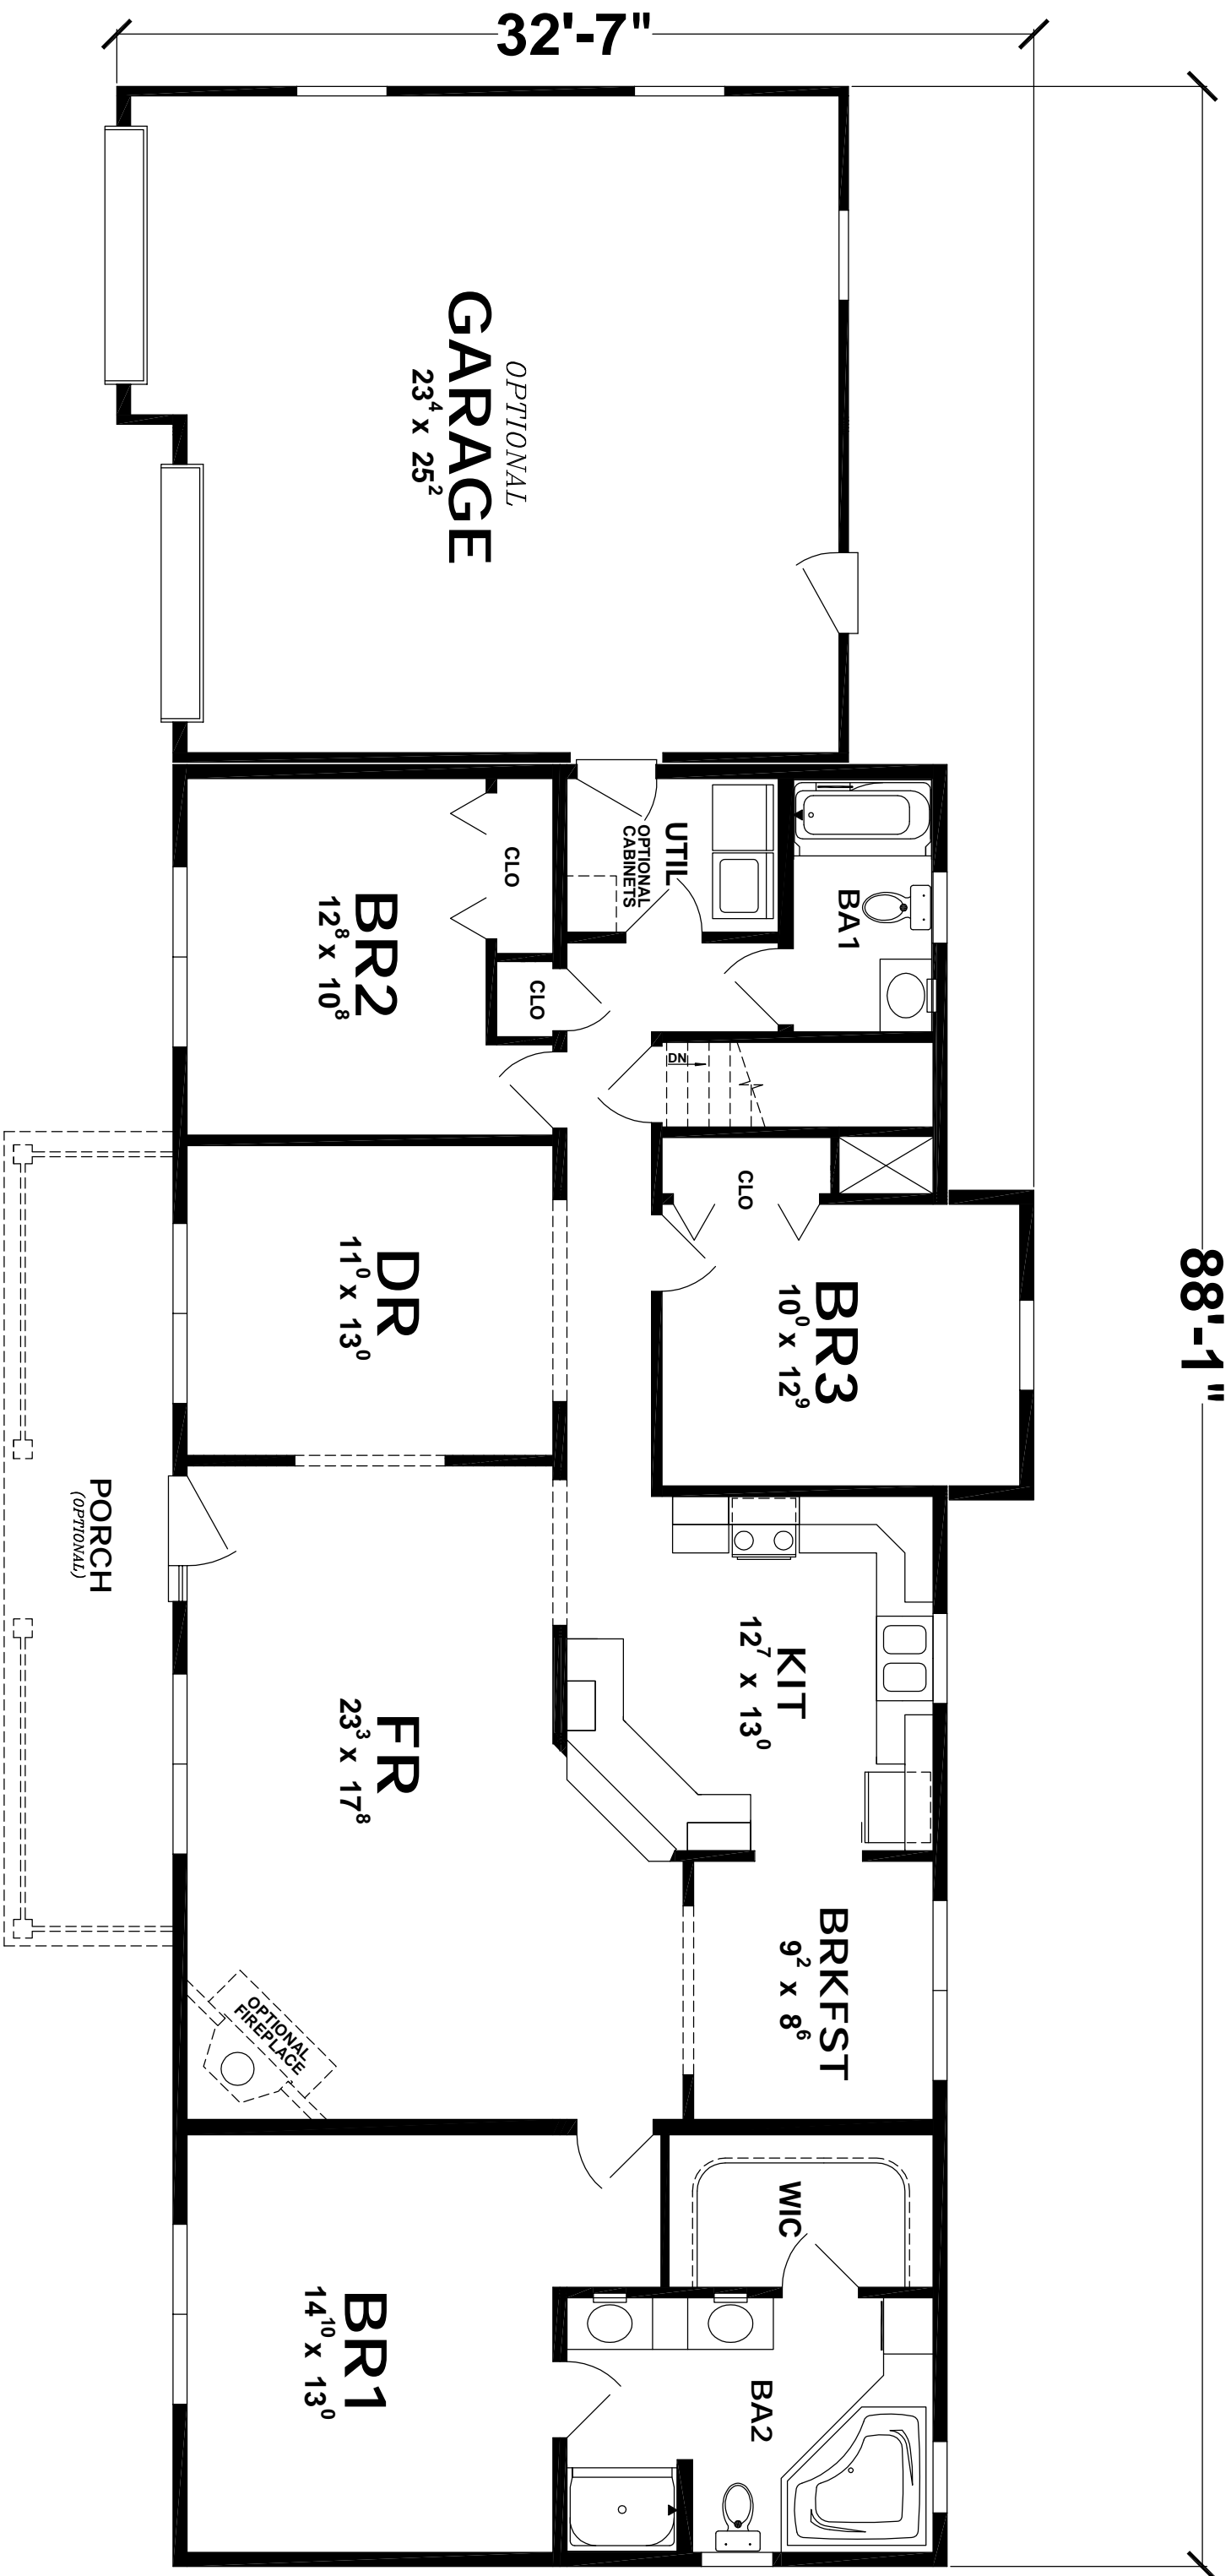 88'-1"
32'-7"
OPTIONAL
GARAGE
23⁴ x 25²
BA1
UTIL
OPTIONAL
CABINETS
CLO
CLO
BR2
12⁸ x 10⁸
DN
CLO
BR3
10⁰ x 12⁹
DR
11⁰ x 13⁰
KIT
12⁷ x 13⁰
FR
23³ x 17⁸
BRKFST
9² x 8⁶
OPTIONAL
FIREPLACE
PORCH
(OPTIONAL)
WIC
BA2
BR1
14¹⁰ x 13⁰